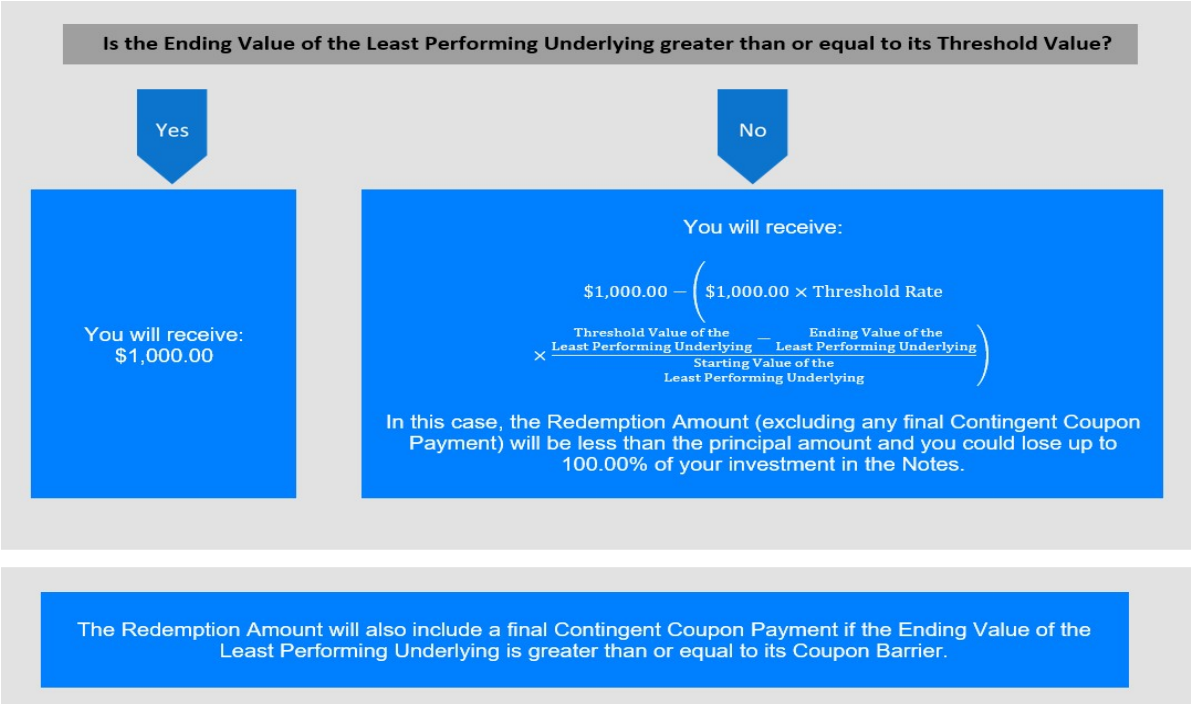 Is the Ending Value of the Least Performing Underlying greater than or equal to its Threshold Value?
Yes
No
You will receive:
$1,000.00
You will receive:
$1,000.00 − ( $1,000.00 × Threshold Rate
Threshold Value of the Ending Value of the
× Least Performing Underlying − Least Performing Underlying )
Starting Value of the
Least Performing Underlying
In this case, the Redemption Amount (excluding any final Contingent Coupon
Payment) will be less than the principal amount and you could lose up to
100.00% of your investment in the Notes.
The Redemption Amount will also include a final Contingent Coupon Payment if the Ending Value of the
Least Performing Underlying is greater than or equal to its Coupon Barrier.